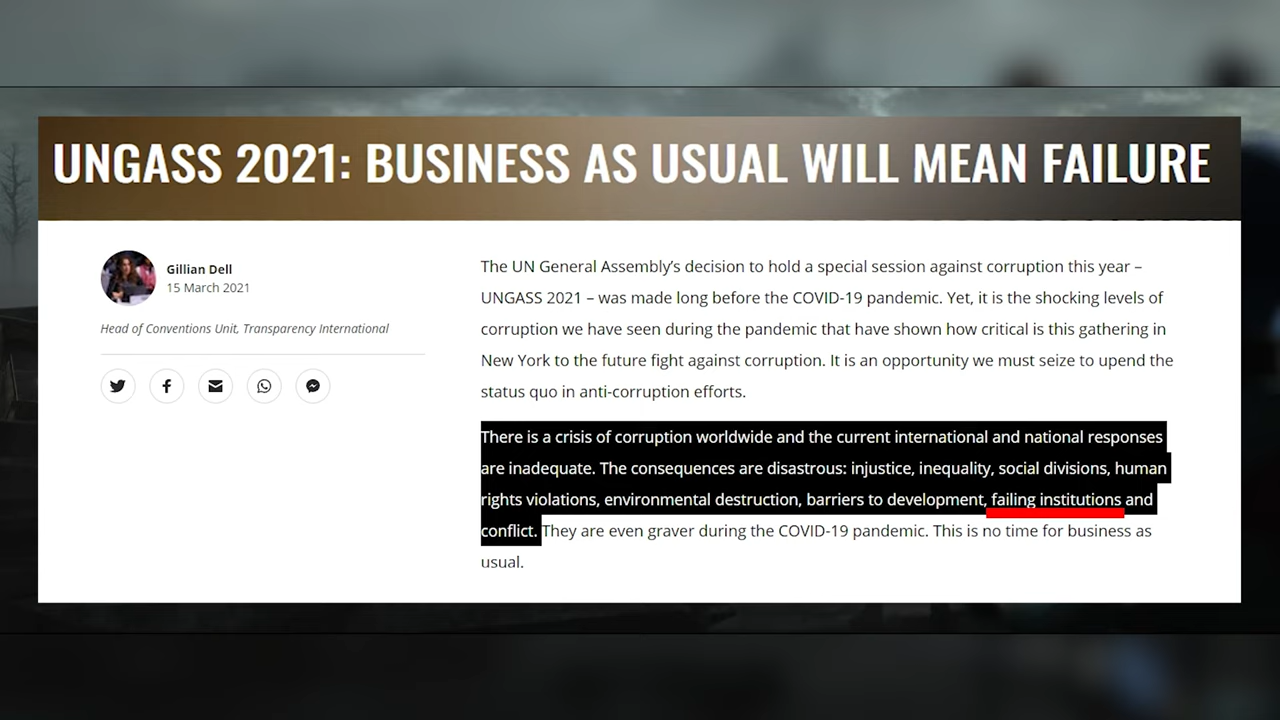 UNGASS 2021: BUSINESS AS USUAL WILL MEAN FAILURE
Gillian Dell
15 March 2021
Head of Conventions Unit, Transparency International
The UN General Assembly’s decision to hold a special session against corruption this year –
UNGASS 2021 – was made long before the COVID-19 pandemic. Yet, it is the shocking levels of
corruption we have seen during the pandemic that have shown how critical is this gathering in
New York to the future fight against corruption. It is an opportunity we must seize to upend the
status quo in anti-corruption efforts.
There is a crisis of corruption worldwide and the current international and national responses
are inadequate. The consequences are disastrous: injustice, inequality, social divisions, human
rights violations, environmental destruction, barriers to development, failing institutions and
conflict. They are even graver during the COVID-19 pandemic. This is no time for business as
usual.